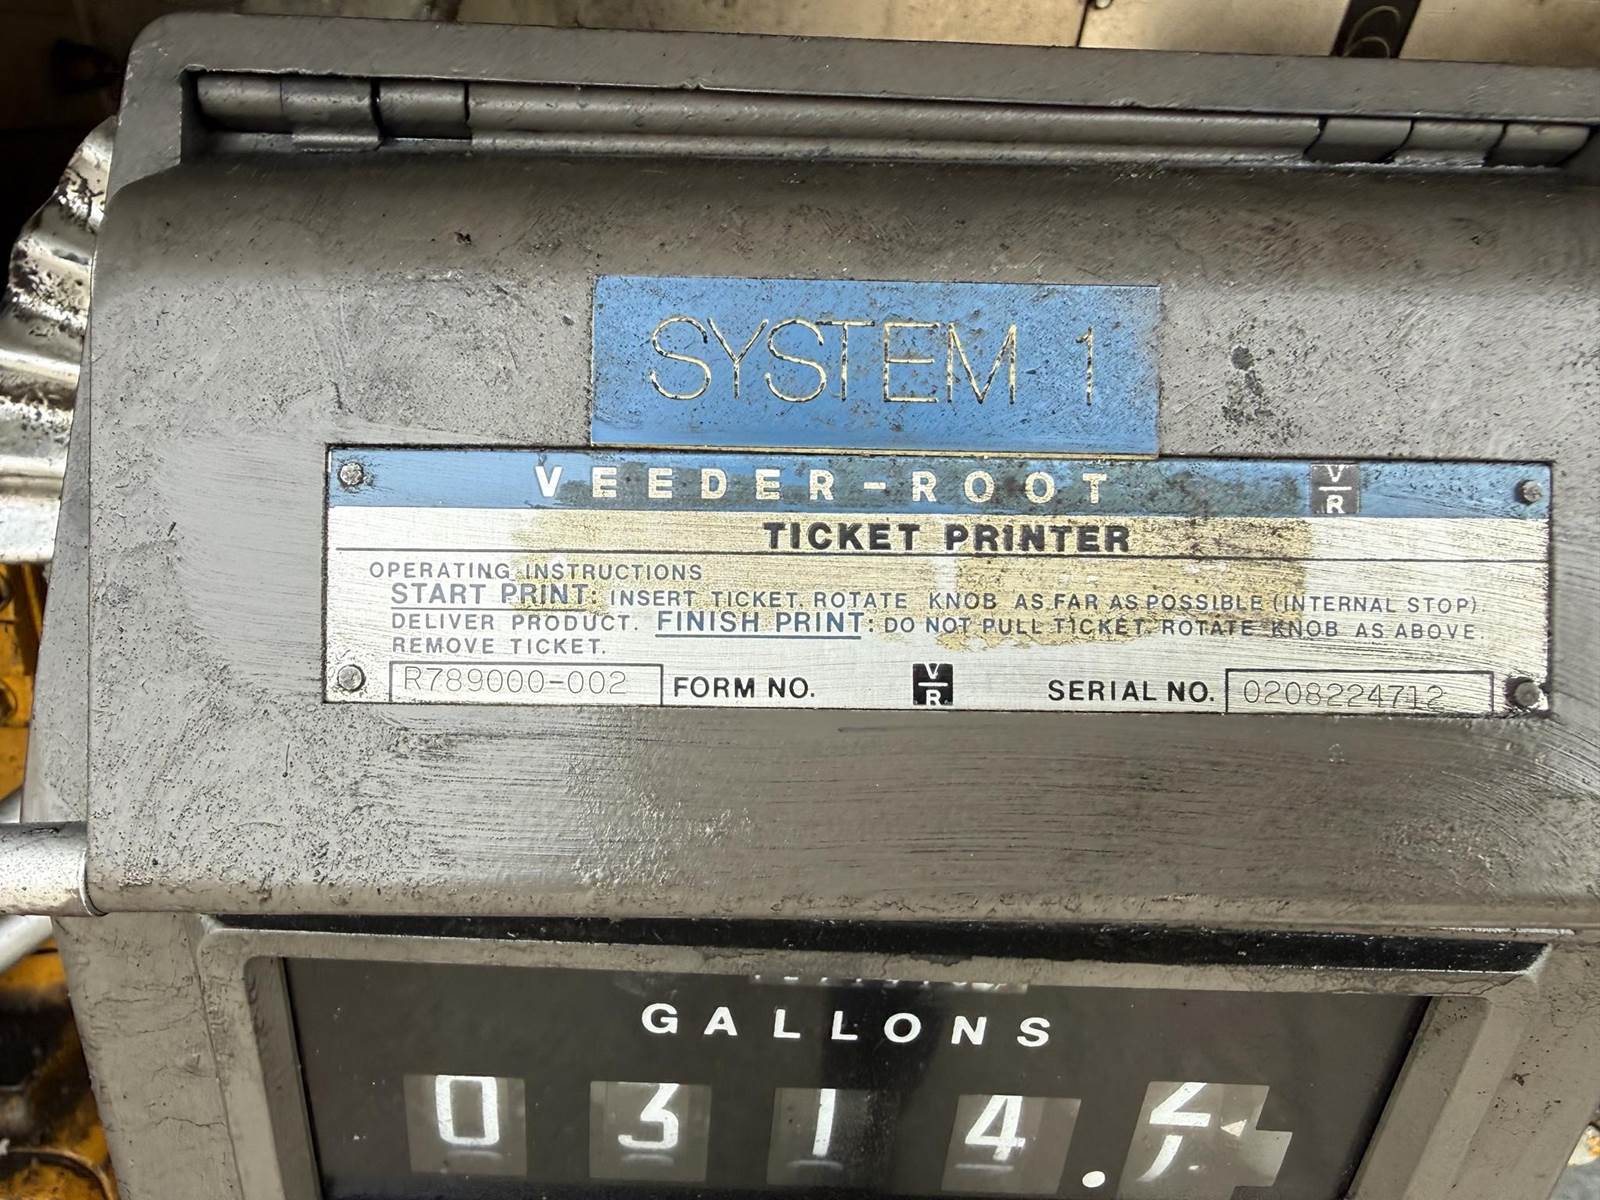 SYSTEM 1
VEEDER-ROOT V/R
TICKET PRINTER
OPERATING INSTRUCTIONS
START PRINT: INSERT TICKET. ROTATE KNOB AS FAR AS POSSIBLE (INTERNAL STOP).
DELIVER PRODUCT. FINISH PRINT: DO NOT PULL TICKET. ROTATE KNOB AS ABOVE.
REMOVE TICKET.
R789000-002 FORM NO. V/R SERIAL NO. 0208224712
GALLONS
0314.2